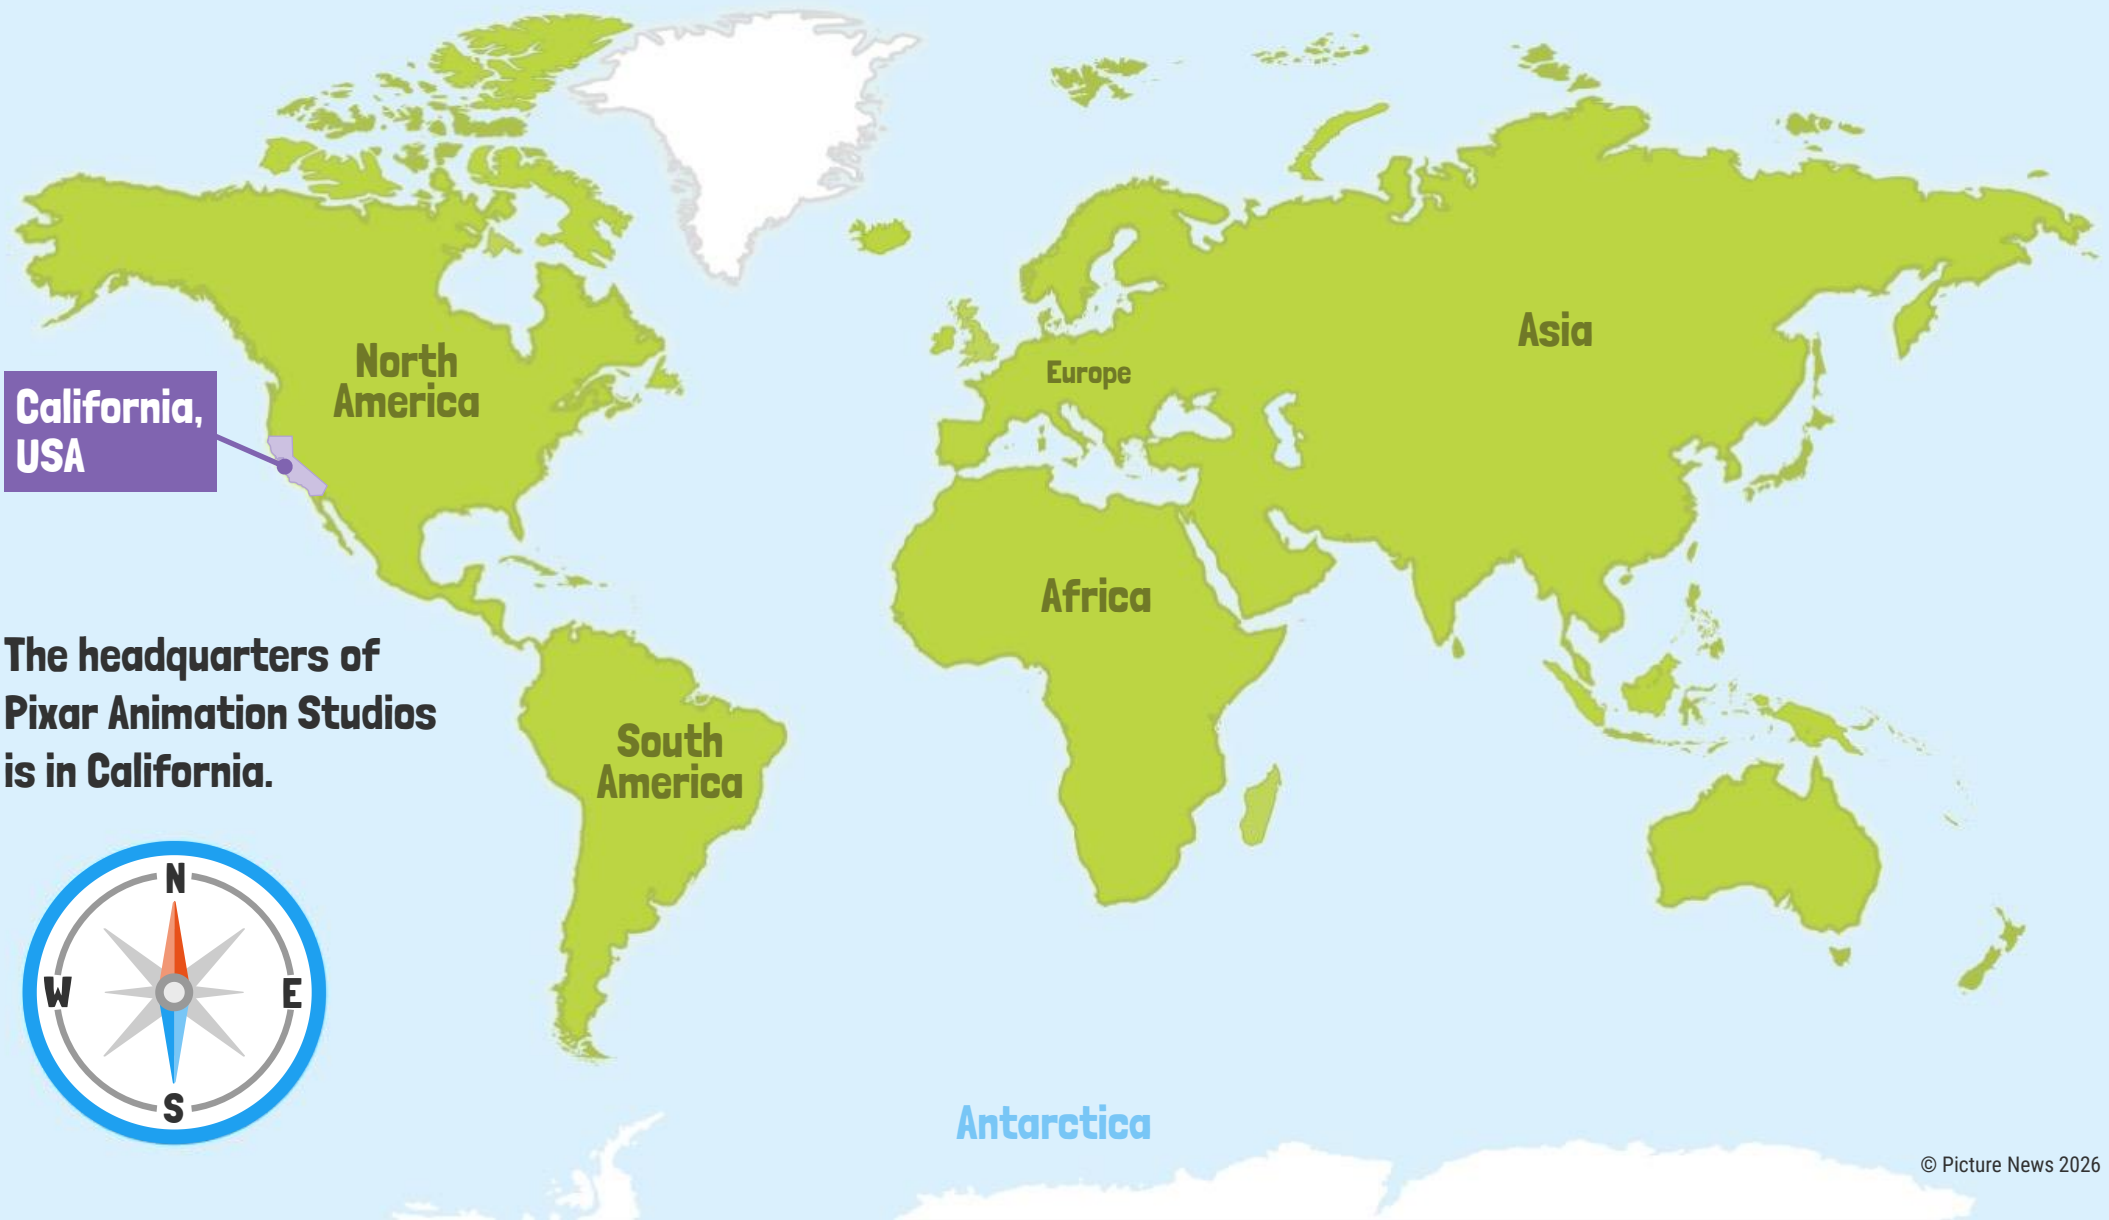 North
America
Asia
Europe
California,
USA
Africa
The headquarters of
Pixar Animation Studios
is in California.
South
America
N
W
E
S
Antarctica
© Picture News 2026